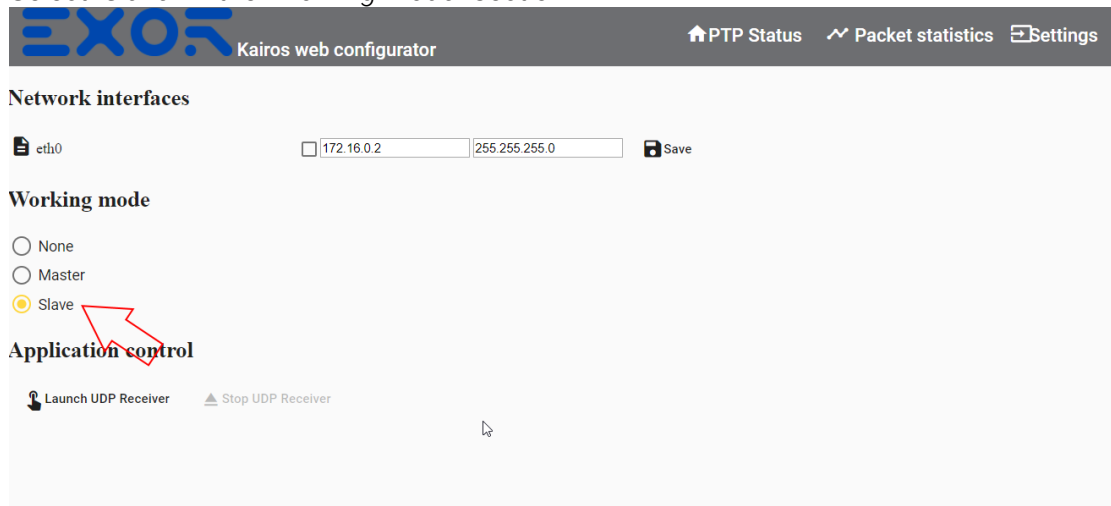 EXOR Kairos web configurator PTP Status Packet statistics Settings
Network interfaces
eth0 172.16.0.2 255.255.255.0 Save
Working mode
None
Master
Slave
Application control
Launch UDP Receiver Stop UDP Receiver